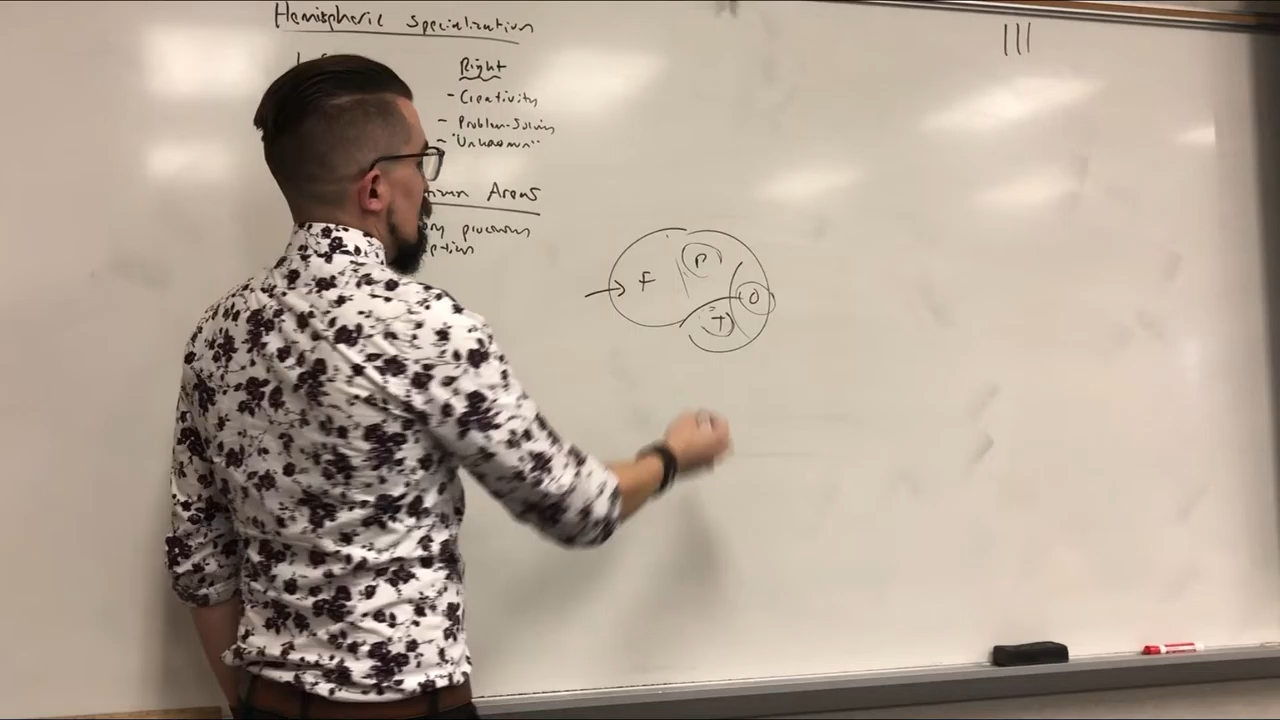 Hemispheric Specialization
|||
Right
- Creativity
- Problem-Solving
- "Unknown"
Areas
F
P
O
T